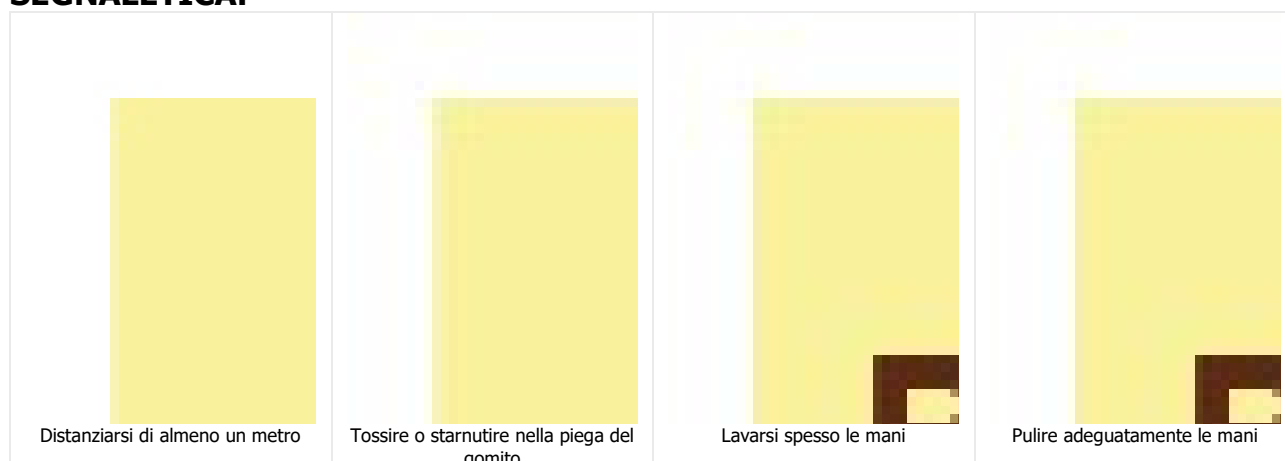 SEGNALETICA:
Distanziarsi di almeno un metro
Tossire o starnutire nella piega del
gomito
Lavarsi spesso le mani
Pulire adeguatamente le mani